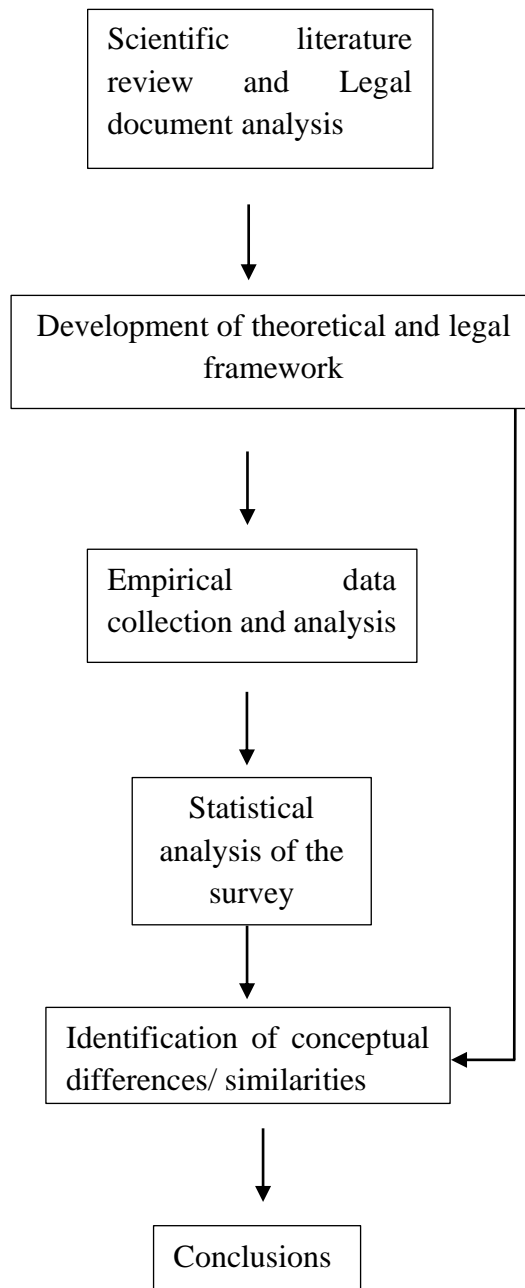 Scientific literature
review and Legal
document analysis
Development of theoretical and legal
framework
Empirical data
collection and analysis
Statistical
analysis of the
survey
Identification of conceptual
differences/ similarities
Conclusions